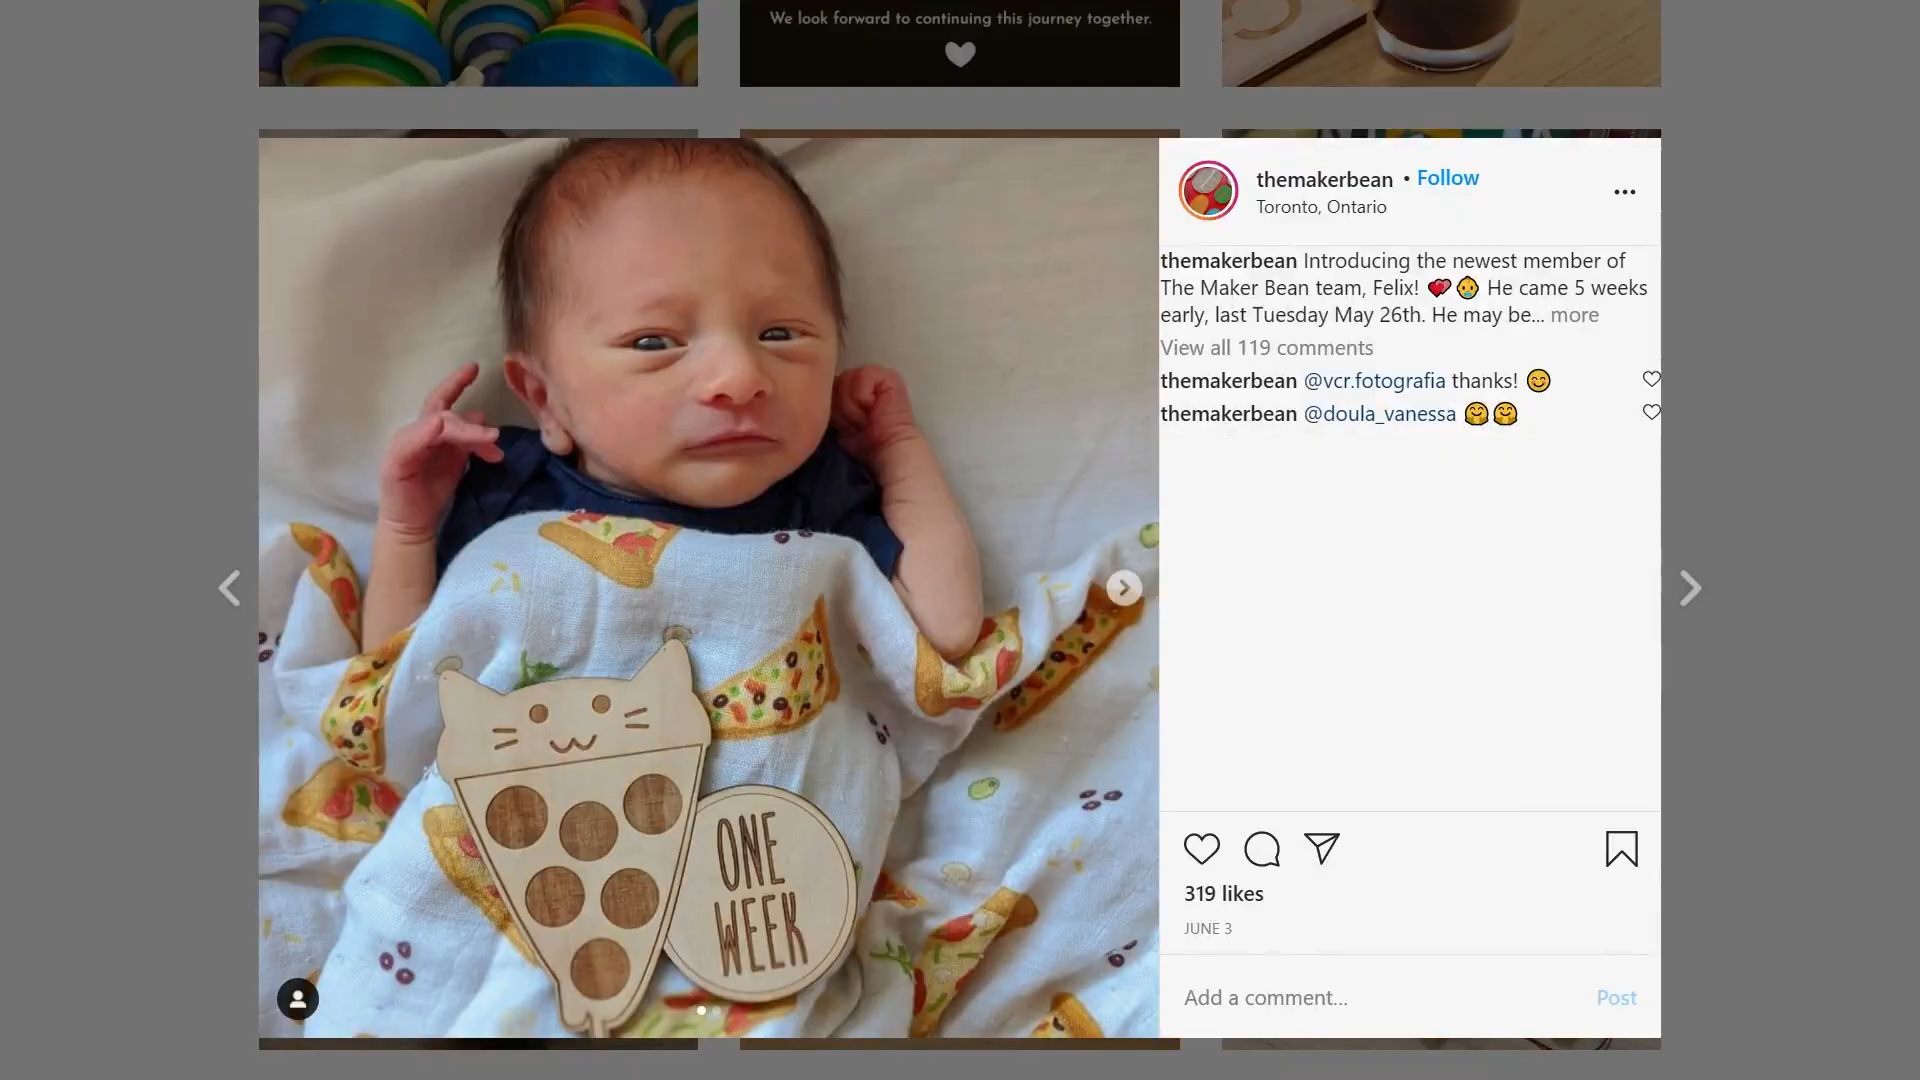 We look forward to continuing this journey together.
themakerbean • Follow
Toronto, Ontario
themakerbean Introducing the newest member of
The Maker Bean team, Felix! 💕👶 He came 5 weeks
early, last Tuesday May 26th. He may be... more
View all 119 comments
themakerbean @vcr.fotografia thanks! 😊
themakerbean @doula_vanessa 🤗🤗
ONE
WEEK
319 likes
JUNE 3
Add a comment...
Post